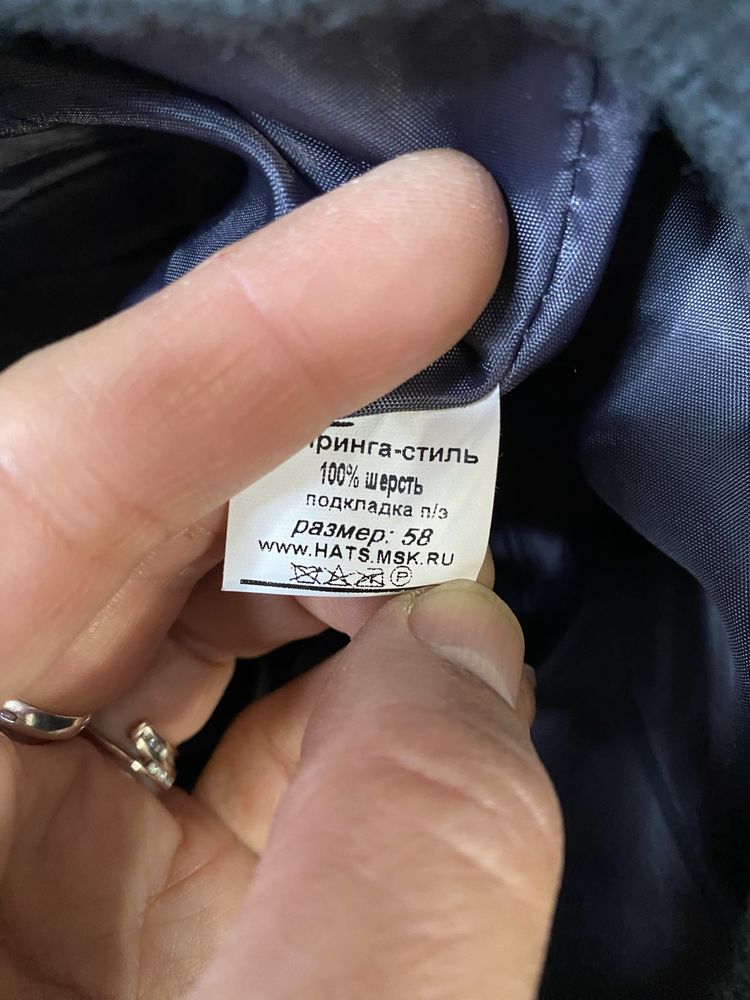 ринга-стиль
100% шерсть
подкладка п/э
размер: 58
www.HATS.MSK.RU
P